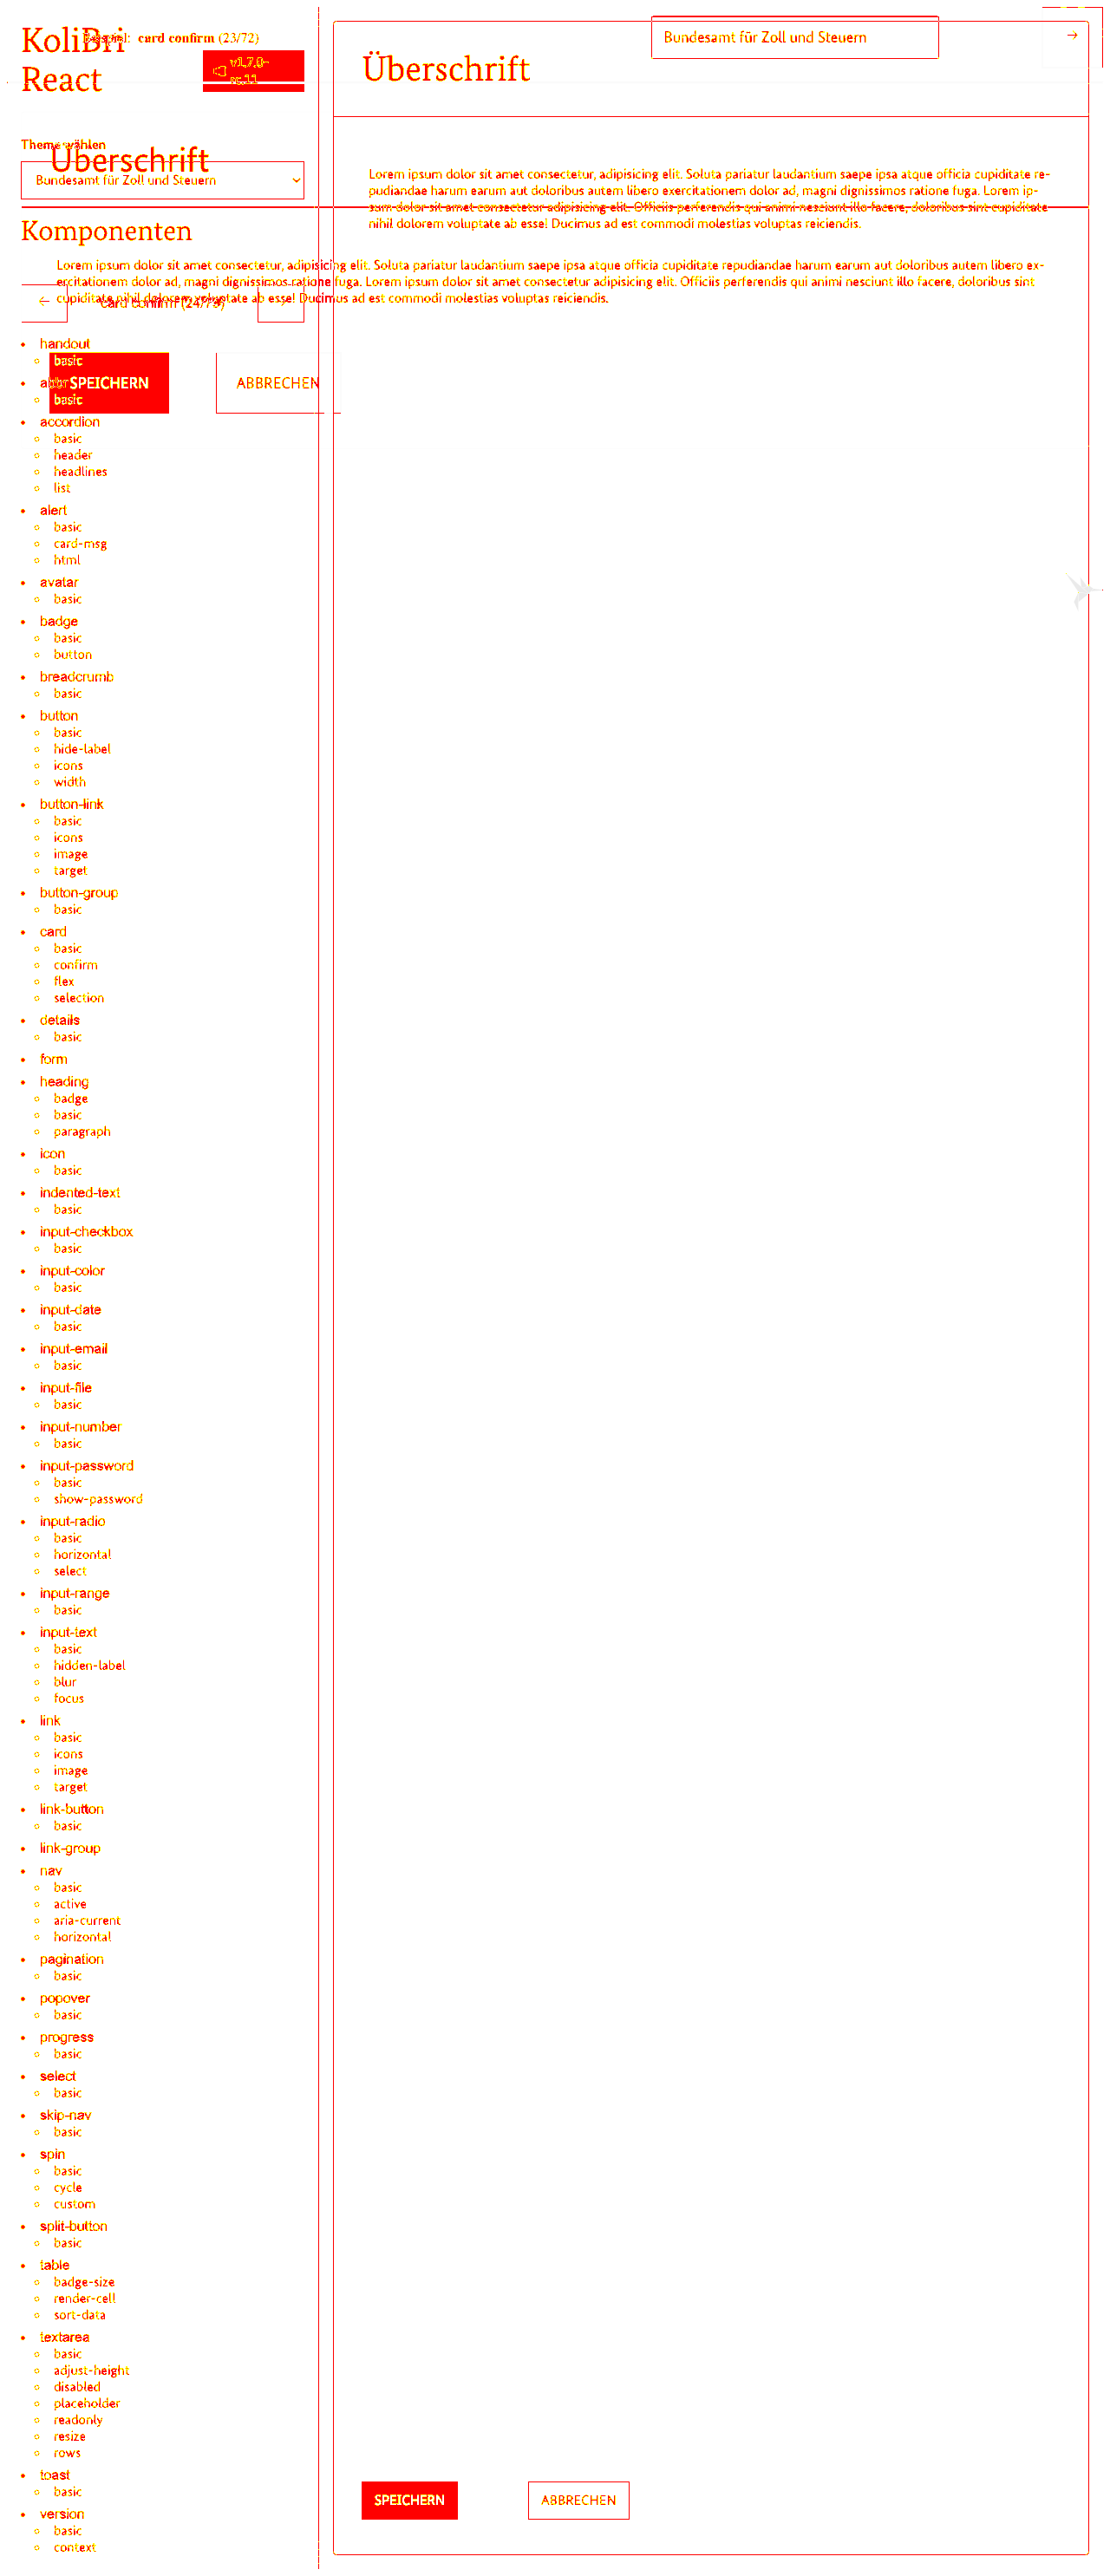 KoliBri
React
Beispiel: card confirm (23/72)
v1.7.0-
rc.11
Bundesamt für Zoll und Steuern
→
Überschrift
Theme wählen
Überschrift
Bundesamt für Zoll und Steuern
Lorem ipsum dolor sit amet consectetur, adipisicing elit. Soluta pariatur laudantium saepe ipsa atque officia cupiditate re-
pudiandae harum earum aut doloribus autem libero exercitationem dolor ad, magni dignissimos ratione fuga. Lorem ip-
sum dolor sit amet consectetur adipisicing elit. Officiis perferendis qui animi nesciunt illo facere, doloribus sint cupiditate
nihil dolorem voluptate ab esse! Ducimus ad est commodi molestias voluptas reiciendis.
Komponenten
Lorem ipsum dolor sit amet consectetur, adipisicing elit. Soluta pariatur laudantium saepe ipsa atque officia cupiditate repudiandae harum earum aut doloribus autem libero ex-
ercitationem dolor ad, magni dignissimos ratione fuga. Lorem ipsum dolor sit amet consectetur adipisicing elit. Officiis perferendis qui animi nesciunt illo facere, doloribus sint
cupiditate nihil dolorem voluptate ab esse! Ducimus ad est commodi molestias voluptas reiciendis.
← Card confirm (24/73)
handout
basic
SPEICHERN
ABBRECHEN
abbr
basic
accordion
basic
header
headlines
list
alert
basic
card-msg
html
avatar
basic
badge
basic
button
breadcrumb
basic
button
basic
hide-label
icons
width
button-link
basic
icons
image
target
button-group
basic
card
basic
confirm
flex
selection
details
basic
form
heading
badge
basic
paragraph
icon
basic
indented-text
basic
input-checkbox
basic
input-color
basic
input-date
basic
input-email
basic
input-file
basic
input-number
basic
input-password
basic
show-password
input-radio
basic
horizontal
select
input-range
basic
input-text
basic
hidden-label
blur
focus
link
basic
icons
image
target
link-button
basic
link-group
nav
basic
active
aria-current
horizontal
pagination
basic
popover
basic
progress
basic
select
basic
skip-nav
basic
spin
basic
cycle
custom
split-button
basic
table
badge-size
render-cell
sort-data
textarea
basic
adjust-height
disabled
placeholder
readonly
resize
rows
toast
basic
version
basic
context
SPEICHERN
ABBRECHEN